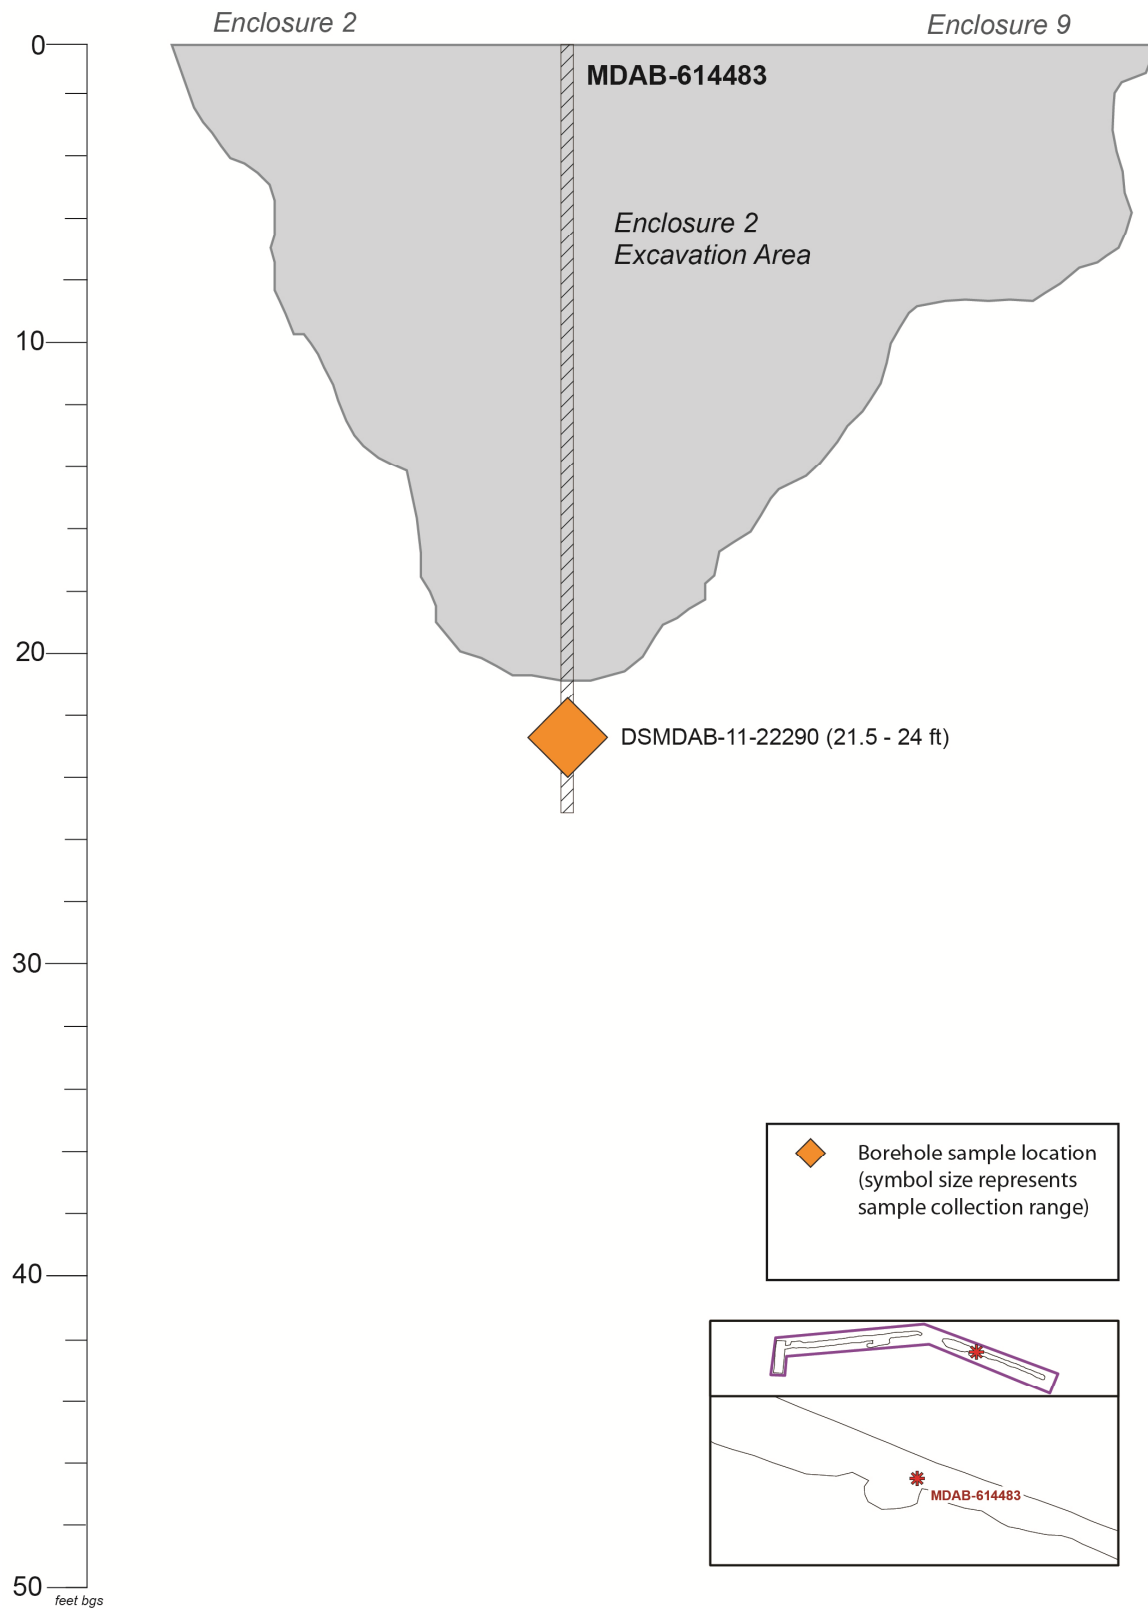 Enclosure 2
Enclosure 9
0
MDAB-614483
Enclosure 2
Excavation Area
10
20
DSMDAB-11-22290 (21.5 - 24 ft)
30
Borehole sample location
(symbol size represents
sample collection range)
40
MDAB-614483
50
feet bgs